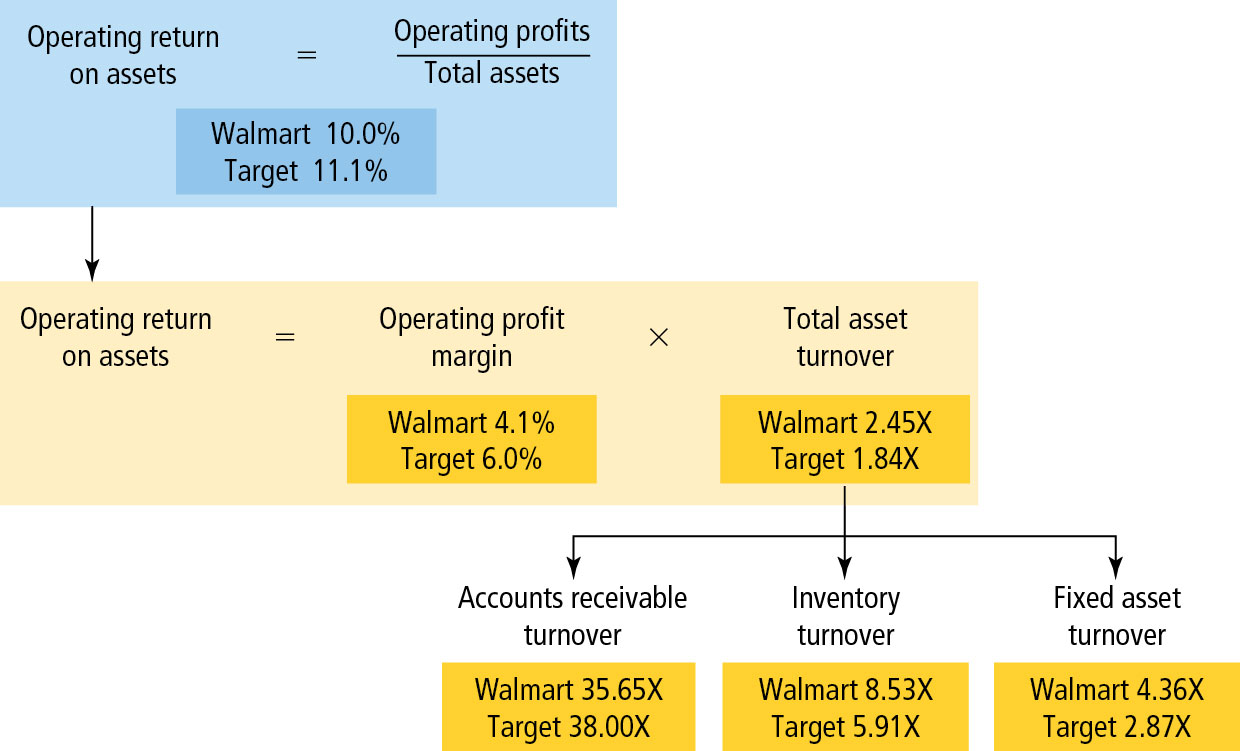 Operating return
on assets
=
Operating profits
Total assets
Walmart 10.0%
Target 11.1%
Operating return
on assets
=
Operating profit
margin
×
Total asset
turnover
Walmart 4.1%
Target 6.0%
Walmart 2.45X
Target 1.84X
Accounts receivable
turnover
Inventory
turnover
Fixed asset
turnover
Walmart 35.65X
Target 38.00X
Walmart 8.53X
Target 5.91X
Walmart 4.36X
Target 2.87X